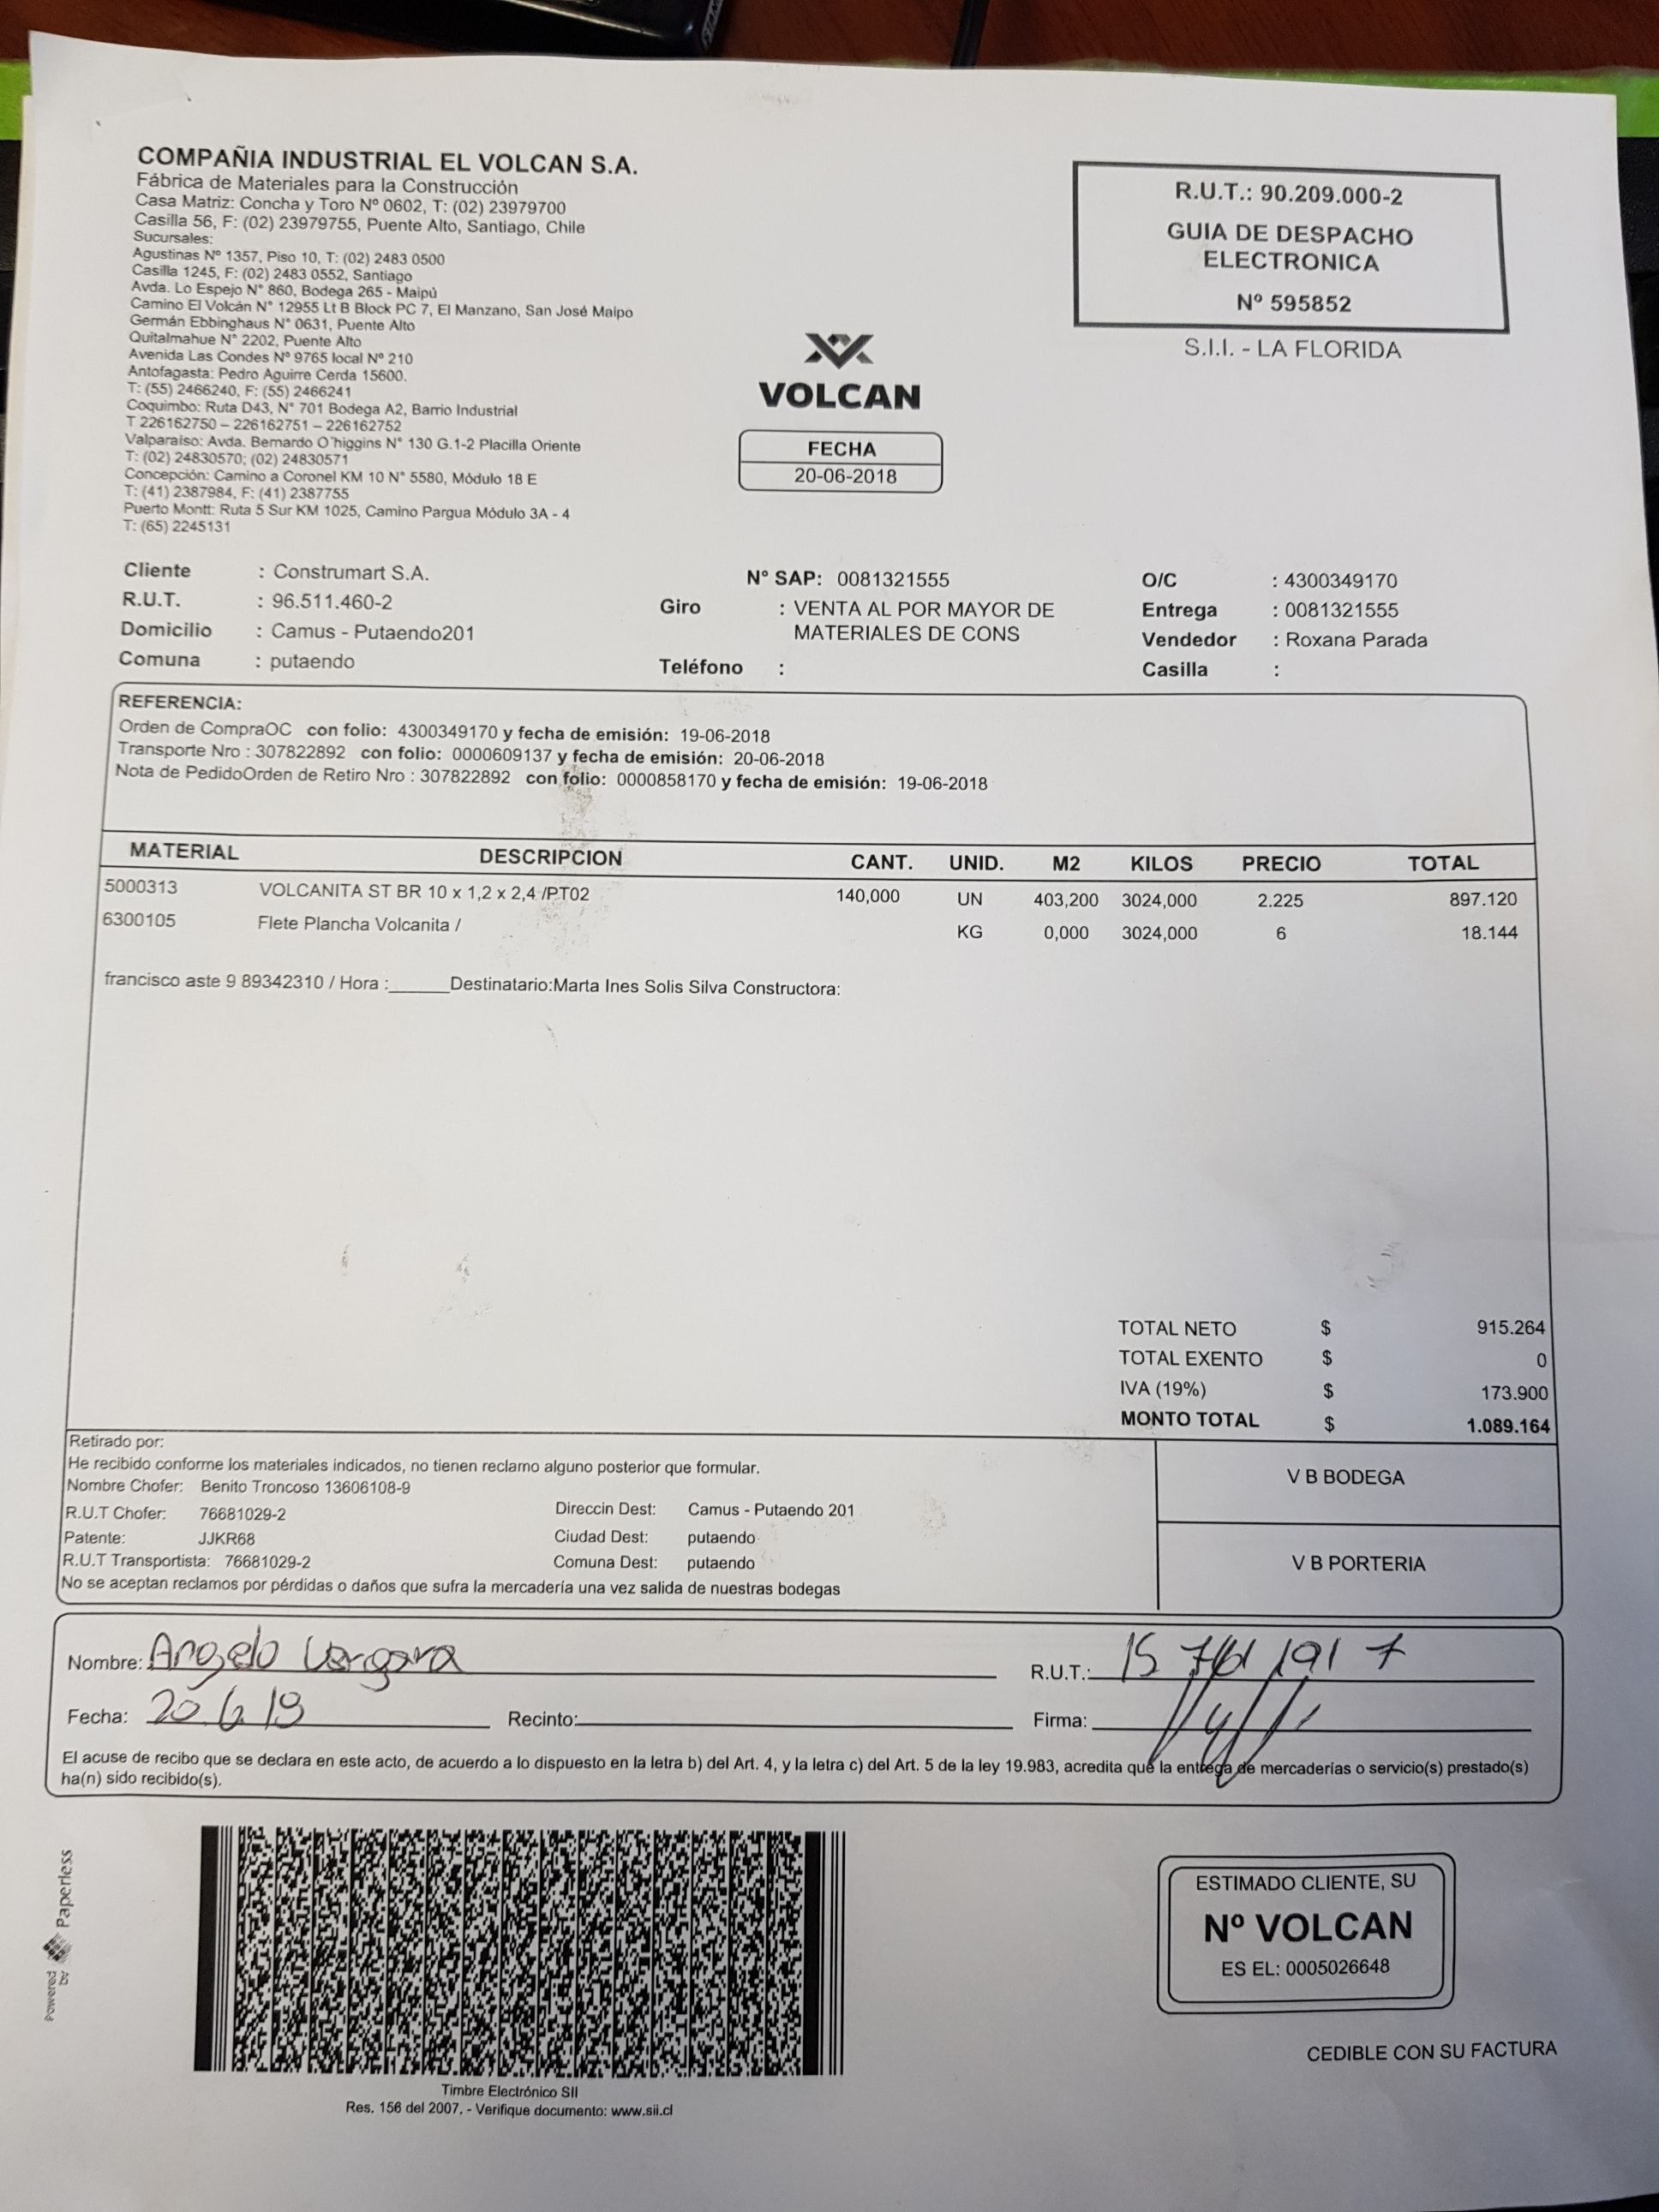 COMPAÑIA INDUSTRIAL EL VOLCAN S.A.
Fábrica de Materiales para la Construcción
Casa Matriz: Concha y Toro Nº 0602, T: (02) 23979700
Casilla 56, F: (02) 23979755, Puente Alto, Santiago, Chile
Sucursales:
Agustinas Nº 1357, Piso 10, T: (02) 2483 0500
Casilla 1245, F: (02) 2483 0552, Santiago
Avda. Lo Espejo N° 860, Bodega 265 - Maipú
Camino El Volcán N° 12955 Lt B Block PC 7, El Manzano, San José Maipo
Germán Ebbinghaus N° 0631, Puente Alto
Quitalmahue N° 2202, Puente Alto
Avenida Las Condes Nº 9765 local Nº 210
Antofagasta: Pedro Aguirre Cerda 15600.
T: (55) 2466240, F: (55) 2466241
Coquimbo: Ruta D43, N° 701 Bodega A2, Barrio Industrial
T 226162750 – 226162751 – 226162752
Valparaiso: Avda. Bernardo O´higgins N° 130 G.1-2 Placilla Oriente
T: (02) 24830570; (02) 24830571
Concepción: Camino a Coronel KM 10 N° 5580, Módulo 18 E
T: (41) 2387984, F: (41) 2387755
Puerto Montt: Ruta 5 Sur KM 1025, Camino Pargua Módulo 3A - 4
T: (65) 2245131
VOLCAN
FECHA
20-06-2018
R.U.T.: 90.209.000-2
GUIA DE DESPACHO
ELECTRONICA
Nº 595852
S.I.I. - LA FLORIDA
Cliente : Construmart S.A.
R.U.T. : 96.511.460-2
Domicilio : Camus - Putaendo201
Comuna : putaendo
N° SAP: 0081321555
Giro : VENTA AL POR MAYOR DE
MATERIALES DE CONS
Teléfono :
O/C : 4300349170
Entrega : 0081321555
Vendedor : Roxana Parada
Casilla :
REFERENCIA:
Orden de CompraOC con folio: 4300349170 y fecha de emisión: 19-06-2018
Transporte Nro : 307822892 con folio: 0000609137 y fecha de emisión: 20-06-2018
Nota de PedidoOrden de Retiro Nro : 307822892 con folio: 0000858170 y fecha de emisión: 19-06-2018
MATERIAL DESCRIPCION CANT. UNID. M2 KILOS PRECIO TOTAL
5000313 VOLCANITA ST BR 10 x 1,2 x 2,4 /PT02 140,000 UN 403,200 3024,000 2.225 897.120
6300105 Flete Plancha Volcanita / KG 0,000 3024,000 6 18.144
francisco aste 9 89342310 / Hora :______Destinatario:Marta Ines Solis Silva Constructora:
TOTAL NETO $ 915.264
TOTAL EXENTO $ 0
IVA (19%) $ 173.900
MONTO TOTAL $ 1.089.164
Retirado por:
He recibido conforme los materiales indicados, no tienen reclamo alguno posterior que formular.
Nombre Chofer: Benito Troncoso 13606108-9
R.U.T Chofer: 76681029-2 Direccin Dest: Camus - Putaendo 201
Patente: JJKR68 Ciudad Dest: putaendo
R.U.T Transportista: 76681029-2 Comuna Dest: putaendo
No se aceptan reclamos por pérdidas o daños que sufra la mercadería una vez salida de nuestras bodegas
V B BODEGA
V B PORTERIA
Nombre: Angelo Vergara R.U.T.: 15 761 191 7
Fecha: 20.6.18 Recinto: Firma:
El acuse de recibo que se declara en este acto, de acuerdo a lo dispuesto en la letra b) del Art. 4, y la letra c) del Art. 5 de la ley 19.983, acredita que la entrega de mercaderías o servicio(s) prestado(s)
ha(n) sido recibido(s).
Powered by Paperless
Timbre Electrónico SII
Res. 156 del 2007. - Verifique documento: www.sii.cl
ESTIMADO CLIENTE, SU
Nº VOLCAN
ES EL: 0005026648
CEDIBLE CON SU FACTURA